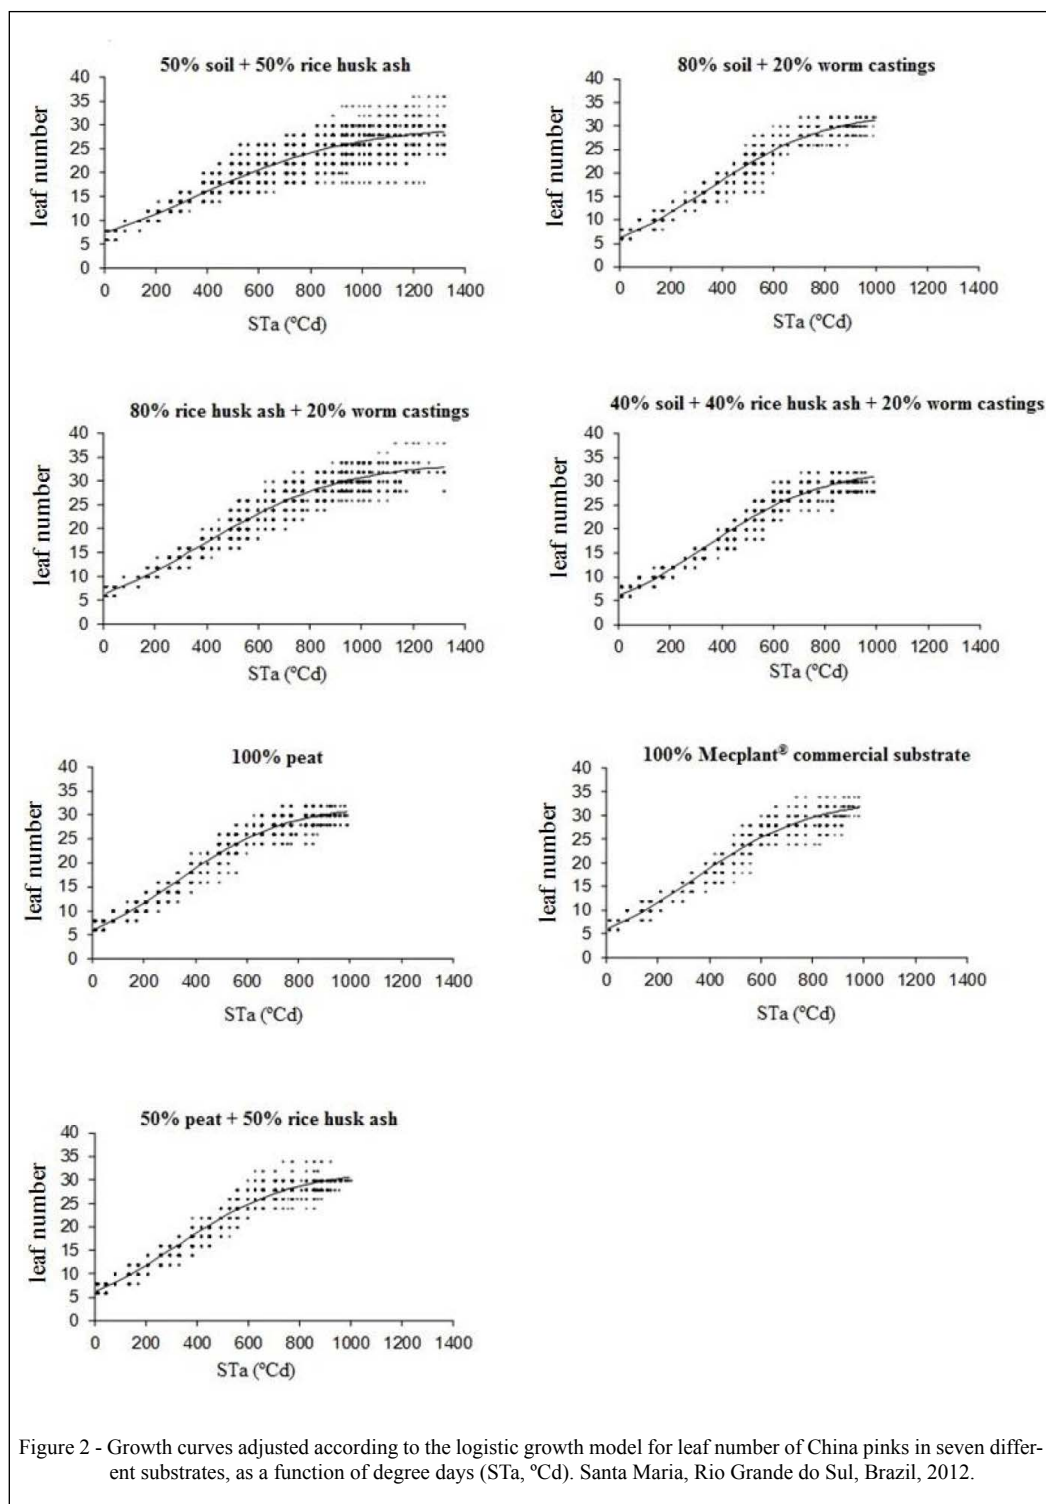 50% soil + 50% rice husk ash
40
35
30
25
20
15
10
5
0
leaf number
0 200 400 600 800 1000 1200 1400
STa (ºCd)
80% soil + 20% worm castings
40
35
30
25
20
15
10
5
0
leaf number
0 200 400 600 800 1000 1200 1400
STa (ºCd)
80% rice husk ash + 20% worm castings
40
35
30
25
20
15
10
5
0
leaf number
0 200 400 600 800 1000 1200 1400
STa (ºCd)
40% soil + 40% rice husk ash + 20% worm castings
40
35
30
25
20
15
10
5
0
leaf number
0 200 400 600 800 1000 1200 1400
STa (ºCd)
100% peat
40
35
30
25
20
15
10
5
0
leaf number
0 200 400 600 800 1000 1200 1400
STa (ºCd)
100% Mecplant® commercial substrate
40
35
30
25
20
15
10
5
0
leaf number
0 200 400 600 800 1000 1200 1400
STa (ºCd)
50% peat + 50% rice husk ash
40
35
30
25
20
15
10
5
0
leaf number
0 200 400 600 800 1000 1200 1400
STa (ºCd)
Figure 2 - Growth curves adjusted according to the logistic growth model for leaf number of China pinks in seven differ-
ent substrates, as a function of degree days (STa, ºCd). Santa Maria, Rio Grande do Sul, Brazil, 2012.